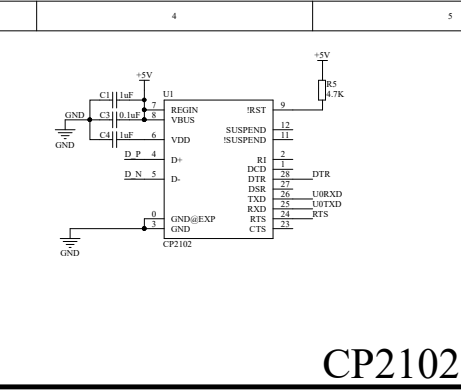 4 5
+5V
+5V
C1 1uF U1 R5
4.7K
7 REGIN !RST 9
GND C3 0.1uF 8 VBUS
GND C4 1uF 6 VDD SUSPEND 12
!SUSPEND 11
D_P 4 D+ RI 2
DCD 1
DTR 28 DTR
D_N 5 D- DSR 27
TXD 26 U0RXD
RXD 25 U0TXD
0 GND@EXP RTS 24 RTS
3 GND CTS 23
GND CP2102
CP2102